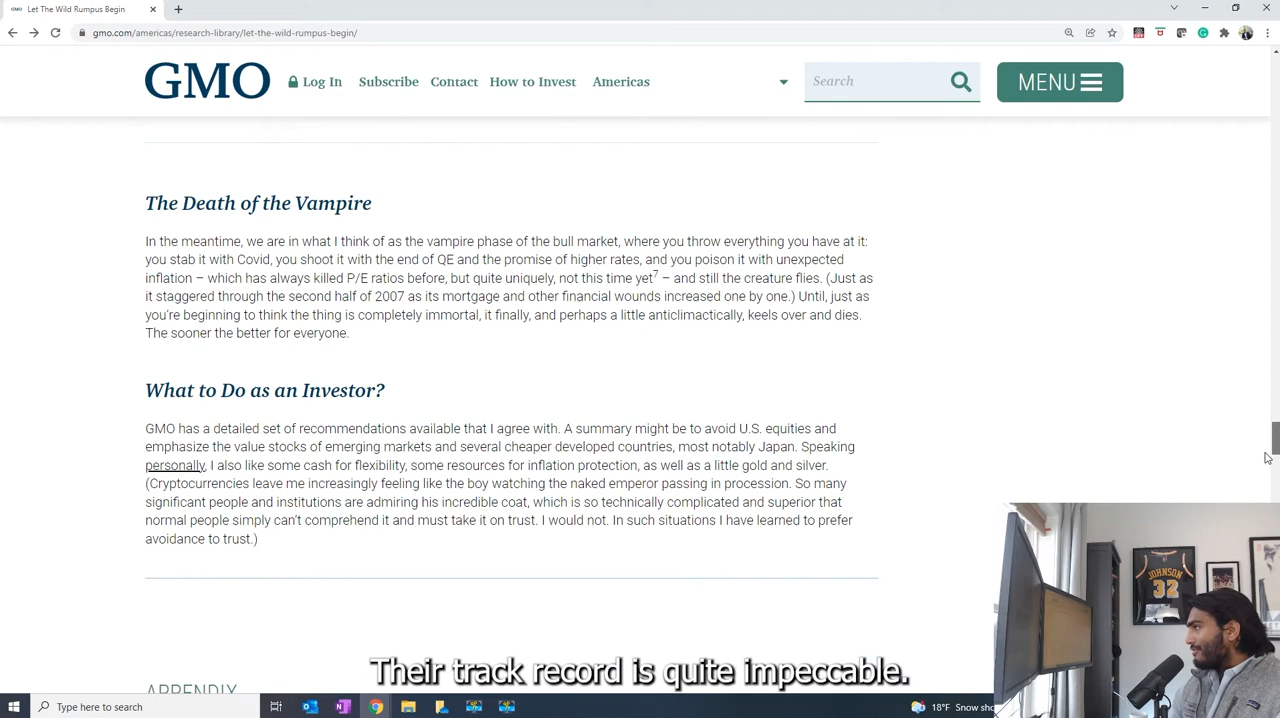 GMO Let The Wild Rumpus Begin
gmo.com/americas/research-library/let-the-wild-rumpus-begin/
GMO Log In Subscribe Contact How to Invest Americas Search MENU
The Death of the Vampire
In the meantime, we are in what I think of as the vampire phase of the bull market, where you throw everything you have at it:
you stab it with Covid, you shoot it with the end of QE and the promise of higher rates, and you poison it with unexpected
inflation – which has always killed P/E ratios before, but quite uniquely, not this time yet7 – and still the creature flies. (Just as
it staggered through the second half of 2007 as its mortgage and other financial wounds increased one by one.) Until, just as
you're beginning to think the thing is completely immortal, it finally, and perhaps a little anticlimactically, keels over and dies.
The sooner the better for everyone.
What to Do as an Investor?
GMO has a detailed set of recommendations available that I agree with. A summary might be to avoid U.S. equities and
emphasize the value stocks of emerging markets and several cheaper developed countries, most notably Japan. Speaking
personally, I also like some cash for flexibility, some resources for inflation protection, as well as a little gold and silver.
(Cryptocurrencies leave me increasingly feeling like the boy watching the naked emperor passing in procession. So many
significant people and institutions are admiring his incredible coat, which is so technically complicated and superior that
normal people simply can't comprehend it and must take it on trust. I would not. In such situations I have learned to prefer
avoidance to trust.)
JOHNSON
32
Their track record is quite impeccable.
APPENDIX
Type here to search
18°F Snow sho